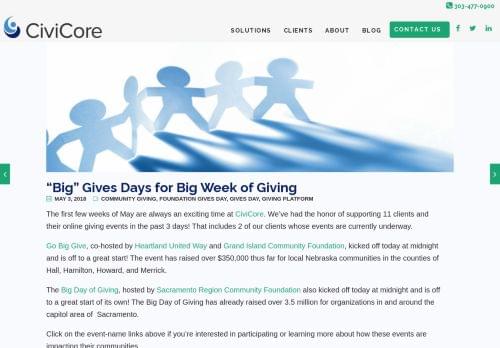 303-477-0900
CiviCore
SOLUTIONS CLIENTS ABOUT BLOG CONTACT US
"Big" Gives Days for Big Week of Giving
MAY 3, 2018 COMMUNITY GIVING, FOUNDATION GIVES DAY, GIVES DAY, GIVING PLATFORM
The first few weeks of May are always an exciting time at CiviCore. We've had the honor of supporting 11 clients and
their online giving events in the past 3 days! That includes 2 of our clients whose events are currently underway.
Go Big Give, co-hosted by Heartland United Way and Grand Island Community Foundation, kicked off today at midnight
and is off to a great start! The event has raised over $350,000 thus far for local Nebraska communities in the counties of
Hall, Hamilton, Howard, and Merrick.
The Big Day of Giving, hosted by Sacramento Region Community Foundation also kicked off today at midnight and is off
to a great start of its own! The Big Day of Giving has already raised over 3.5 million for organizations in and around the
capitol area of Sacramento.
Click on the event-name links above if you're interested in participating or learning more about how these events are
impacting their communities.